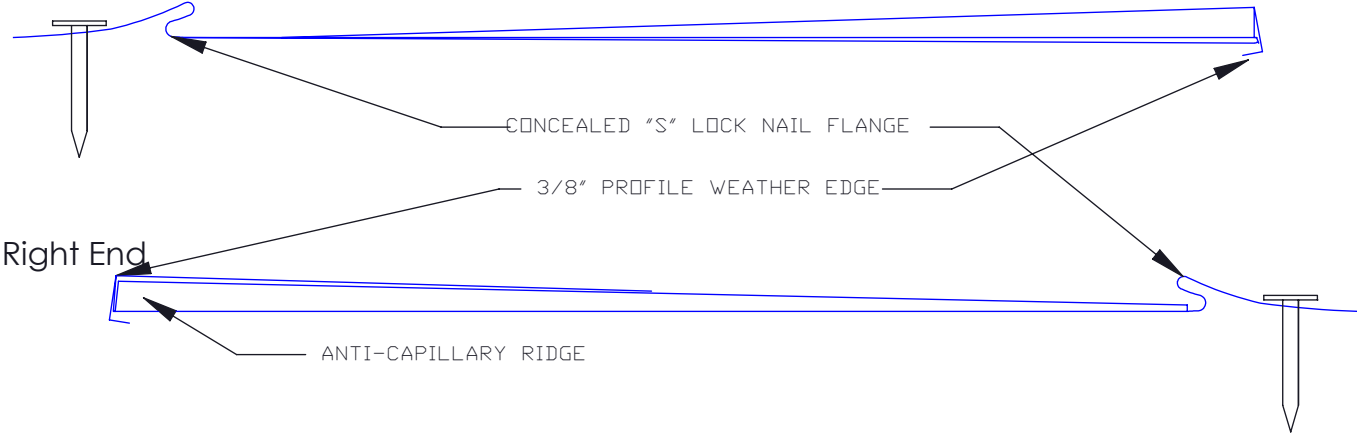 CONCEALED "S" LOCK NAIL FLANGE
3/8" PROFILE WEATHER EDGE
Right End
ANTI-CAPILLARY RIDGE